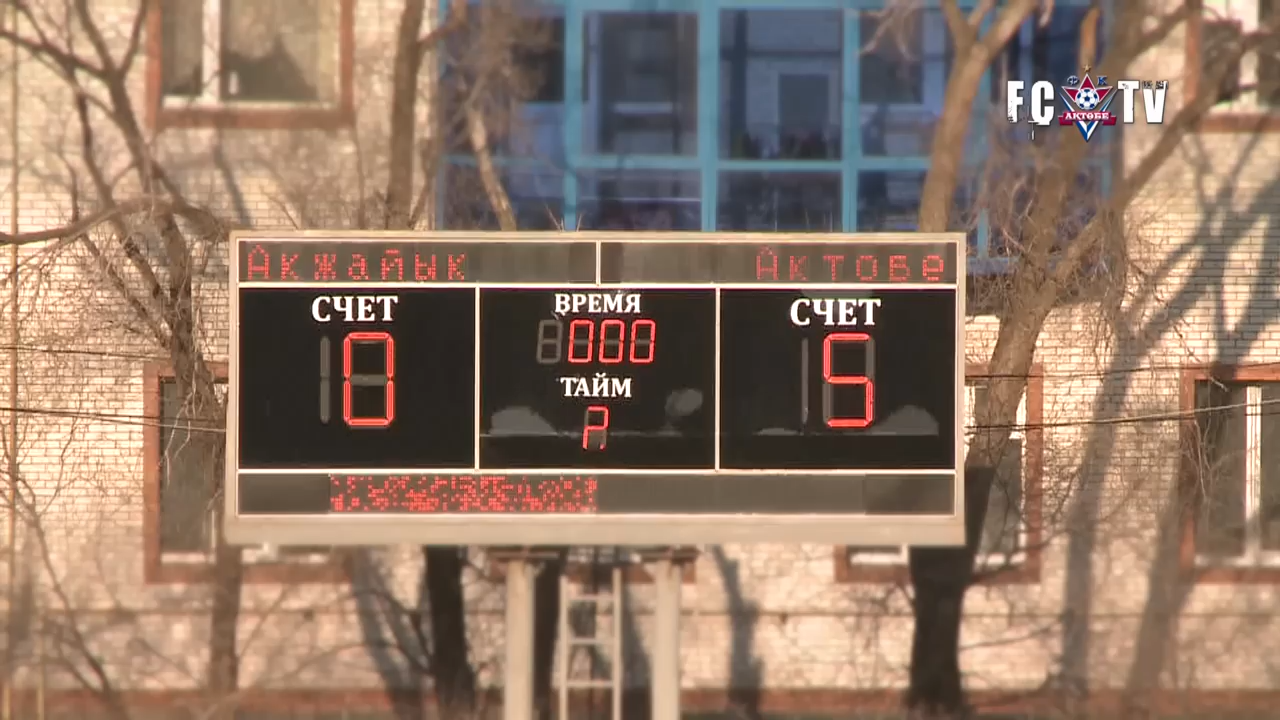 FC ФК АКТОБЕ TV
Акжайык Актобе
СЧЕТ ВРЕМЯ СЧЕТ
0 000 5
ТАЙМ